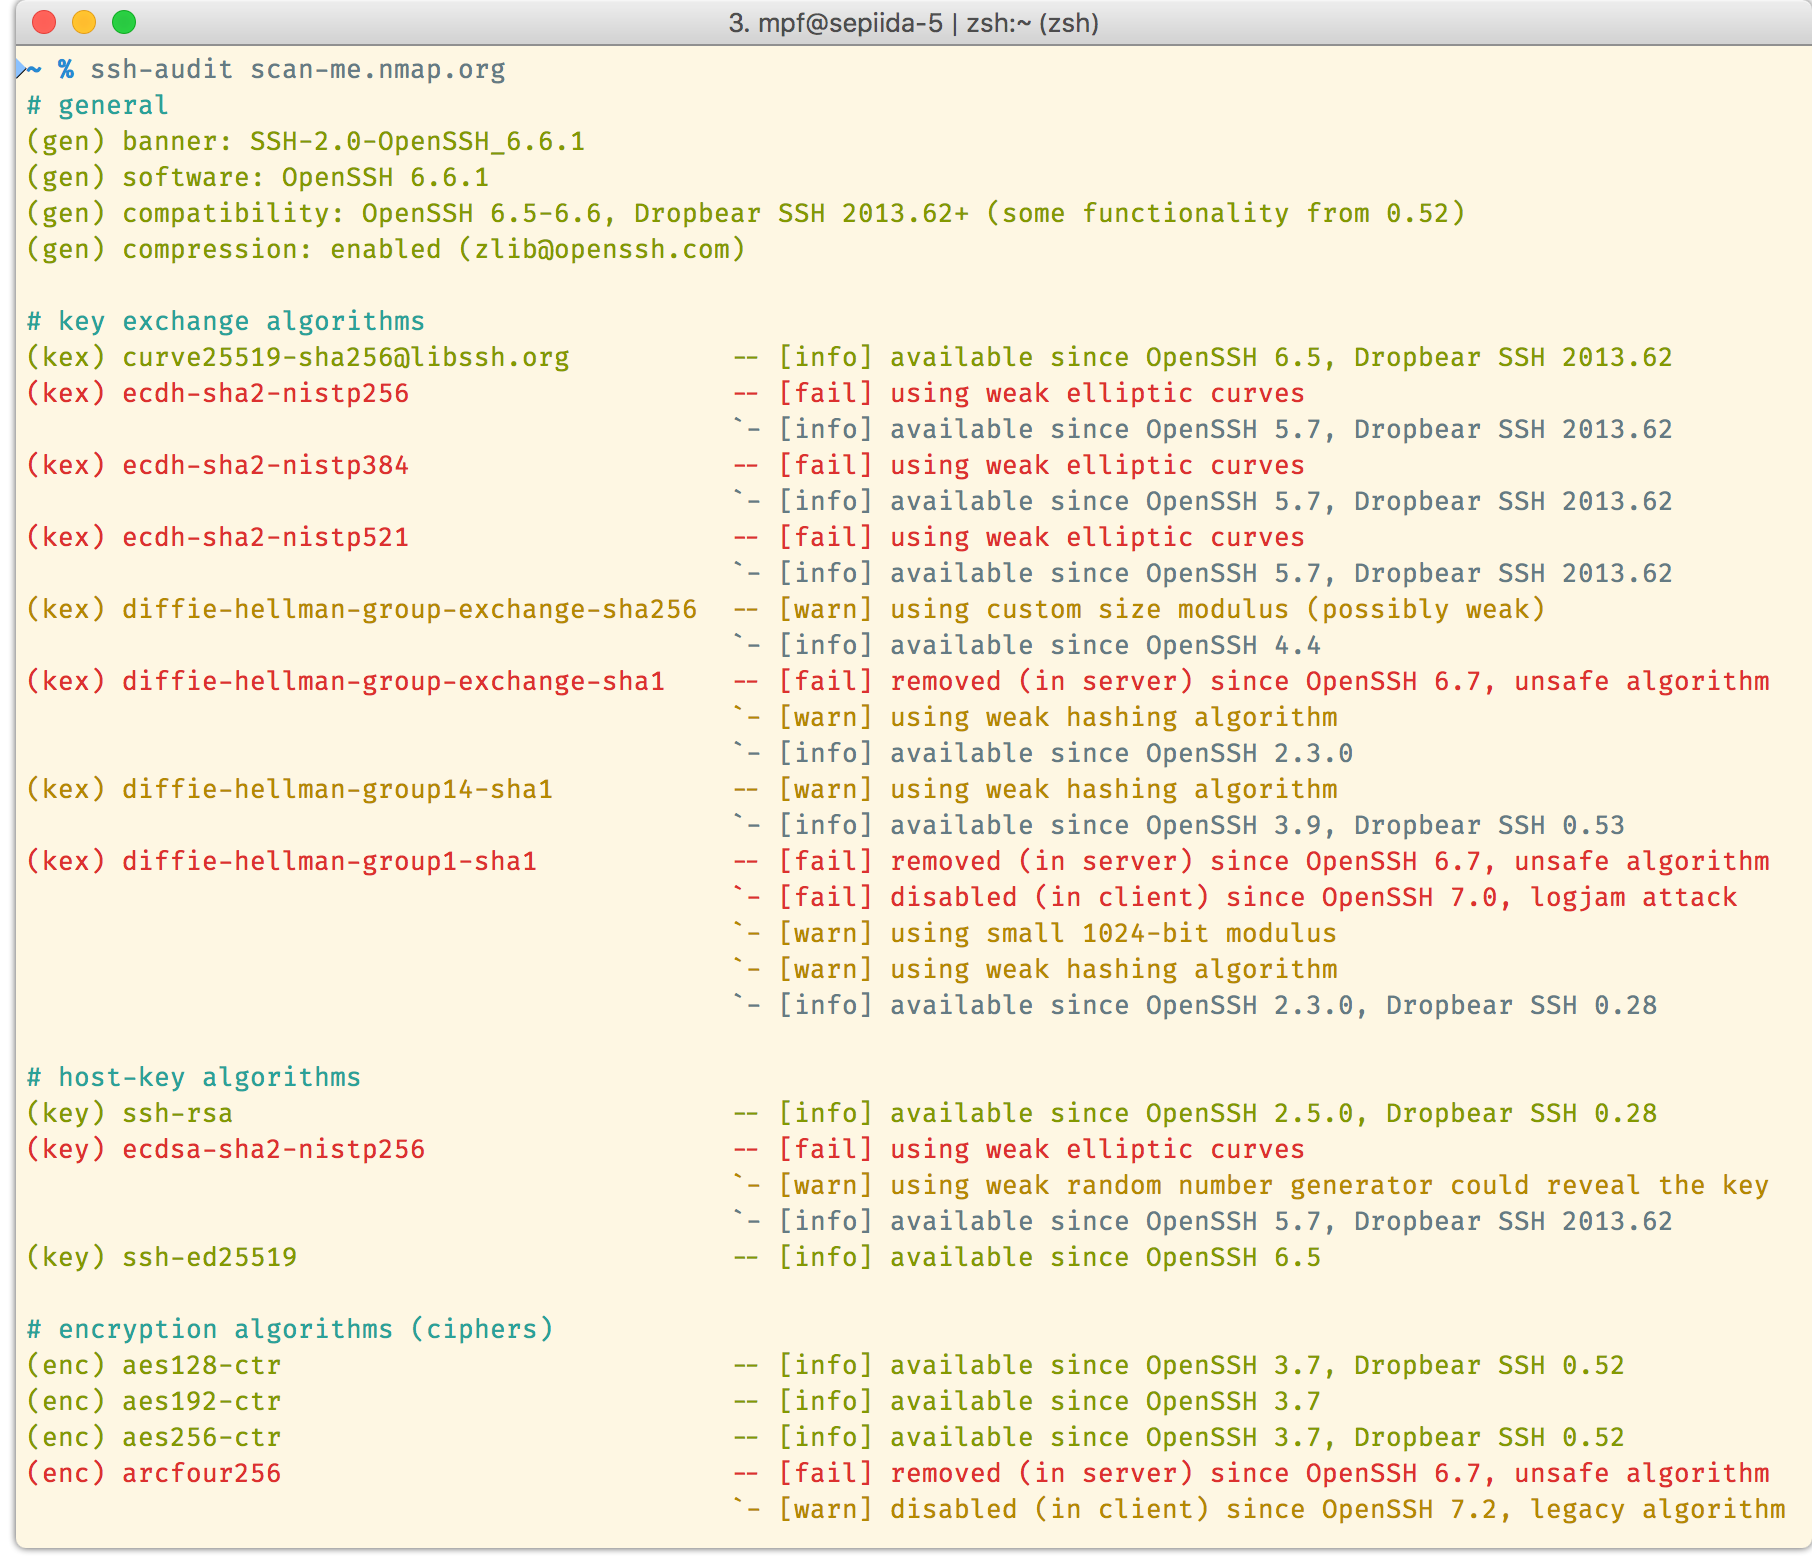 3. mpf@sepiida-5 | zsh:~ (zsh)
~ % ssh-audit scan-me.nmap.org
# general
(gen) banner: SSH-2.0-OpenSSH_6.6.1
(gen) software: OpenSSH 6.6.1
(gen) compatibility: OpenSSH 6.5-6.6, Dropbear SSH 2013.62+ (some functionality from 0.52)
(gen) compression: enabled (zlib@openssh.com)

# key exchange algorithms
(kex) curve25519-sha256@libssh.org          -- [info] available since OpenSSH 6.5, Dropbear SSH 2013.62
(kex) ecdh-sha2-nistp256                    -- [fail] using weak elliptic curves
                                            `- [info] available since OpenSSH 5.7, Dropbear SSH 2013.62
(kex) ecdh-sha2-nistp384                    -- [fail] using weak elliptic curves
                                            `- [info] available since OpenSSH 5.7, Dropbear SSH 2013.62
(kex) ecdh-sha2-nistp521                    -- [fail] using weak elliptic curves
                                            `- [info] available since OpenSSH 5.7, Dropbear SSH 2013.62
(kex) diffie-hellman-group-exchange-sha256  -- [warn] using custom size modulus (possibly weak)
                                            `- [info] available since OpenSSH 4.4
(kex) diffie-hellman-group-exchange-sha1    -- [fail] removed (in server) since OpenSSH 6.7, unsafe algorithm
                                            `- [warn] using weak hashing algorithm
                                            `- [info] available since OpenSSH 2.3.0
(kex) diffie-hellman-group14-sha1           -- [warn] using weak hashing algorithm
                                            `- [info] available since OpenSSH 3.9, Dropbear SSH 0.53
(kex) diffie-hellman-group1-sha1            -- [fail] removed (in server) since OpenSSH 6.7, unsafe algorithm
                                            `- [fail] disabled (in client) since OpenSSH 7.0, logjam attack
                                            `- [warn] using small 1024-bit modulus
                                            `- [warn] using weak hashing algorithm
                                            `- [info] available since OpenSSH 2.3.0, Dropbear SSH 0.28

# host-key algorithms
(key) ssh-rsa                               -- [info] available since OpenSSH 2.5.0, Dropbear SSH 0.28
(key) ecdsa-sha2-nistp256                   -- [fail] using weak elliptic curves
                                            `- [warn] using weak random number generator could reveal the key
                                            `- [info] available since OpenSSH 5.7, Dropbear SSH 2013.62
(key) ssh-ed25519                           -- [info] available since OpenSSH 6.5

# encryption algorithms (ciphers)
(enc) aes128-ctr                            -- [info] available since OpenSSH 3.7, Dropbear SSH 0.52
(enc) aes192-ctr                            -- [info] available since OpenSSH 3.7
(enc) aes256-ctr                            -- [info] available since OpenSSH 3.7, Dropbear SSH 0.52
(enc) arcfour256                            -- [fail] removed (in server) since OpenSSH 6.7, unsafe algorithm
                                            `- [warn] disabled (in client) since OpenSSH 7.2, legacy algorithm